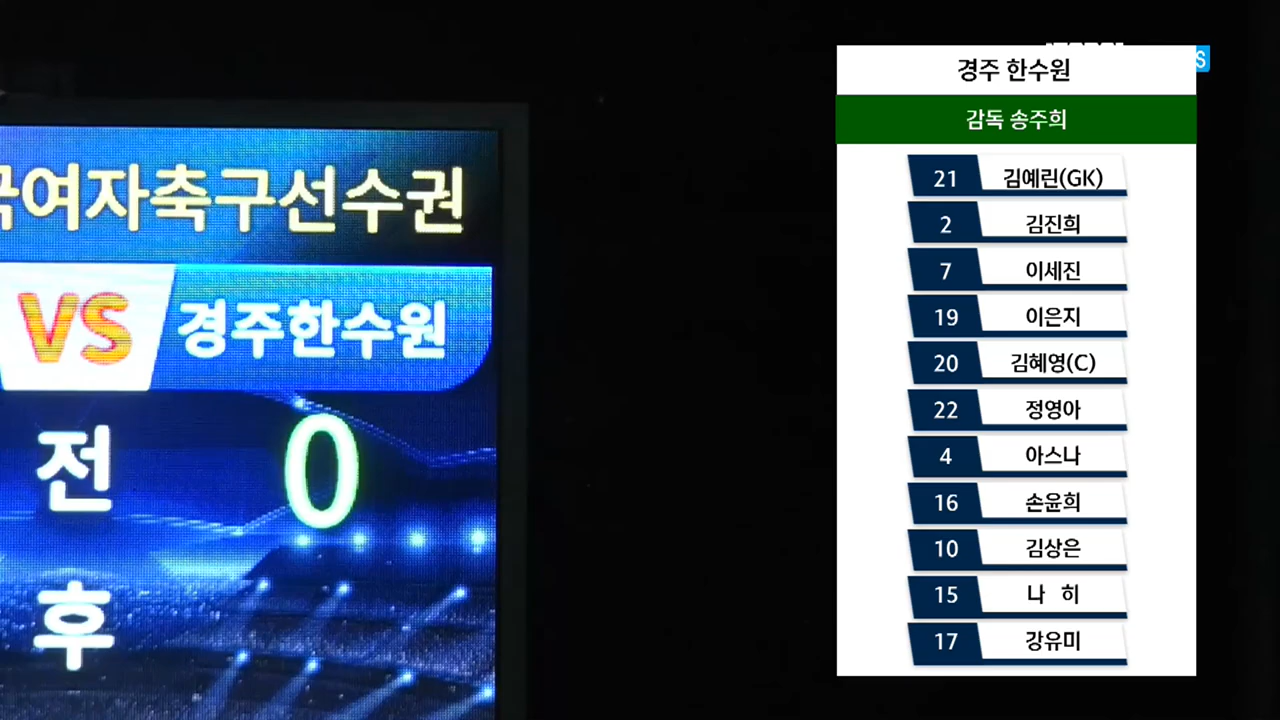 여자축구선수권
VS 경주한수원
전 0
후
S
경주 한수원
감독 송주희
21 김예린(GK)
2 김진희
7 이세진
19 이은지
20 김혜영(C)
22 정영아
4 아스나
16 손윤희
10 김상은
15 나 히
17 강유미